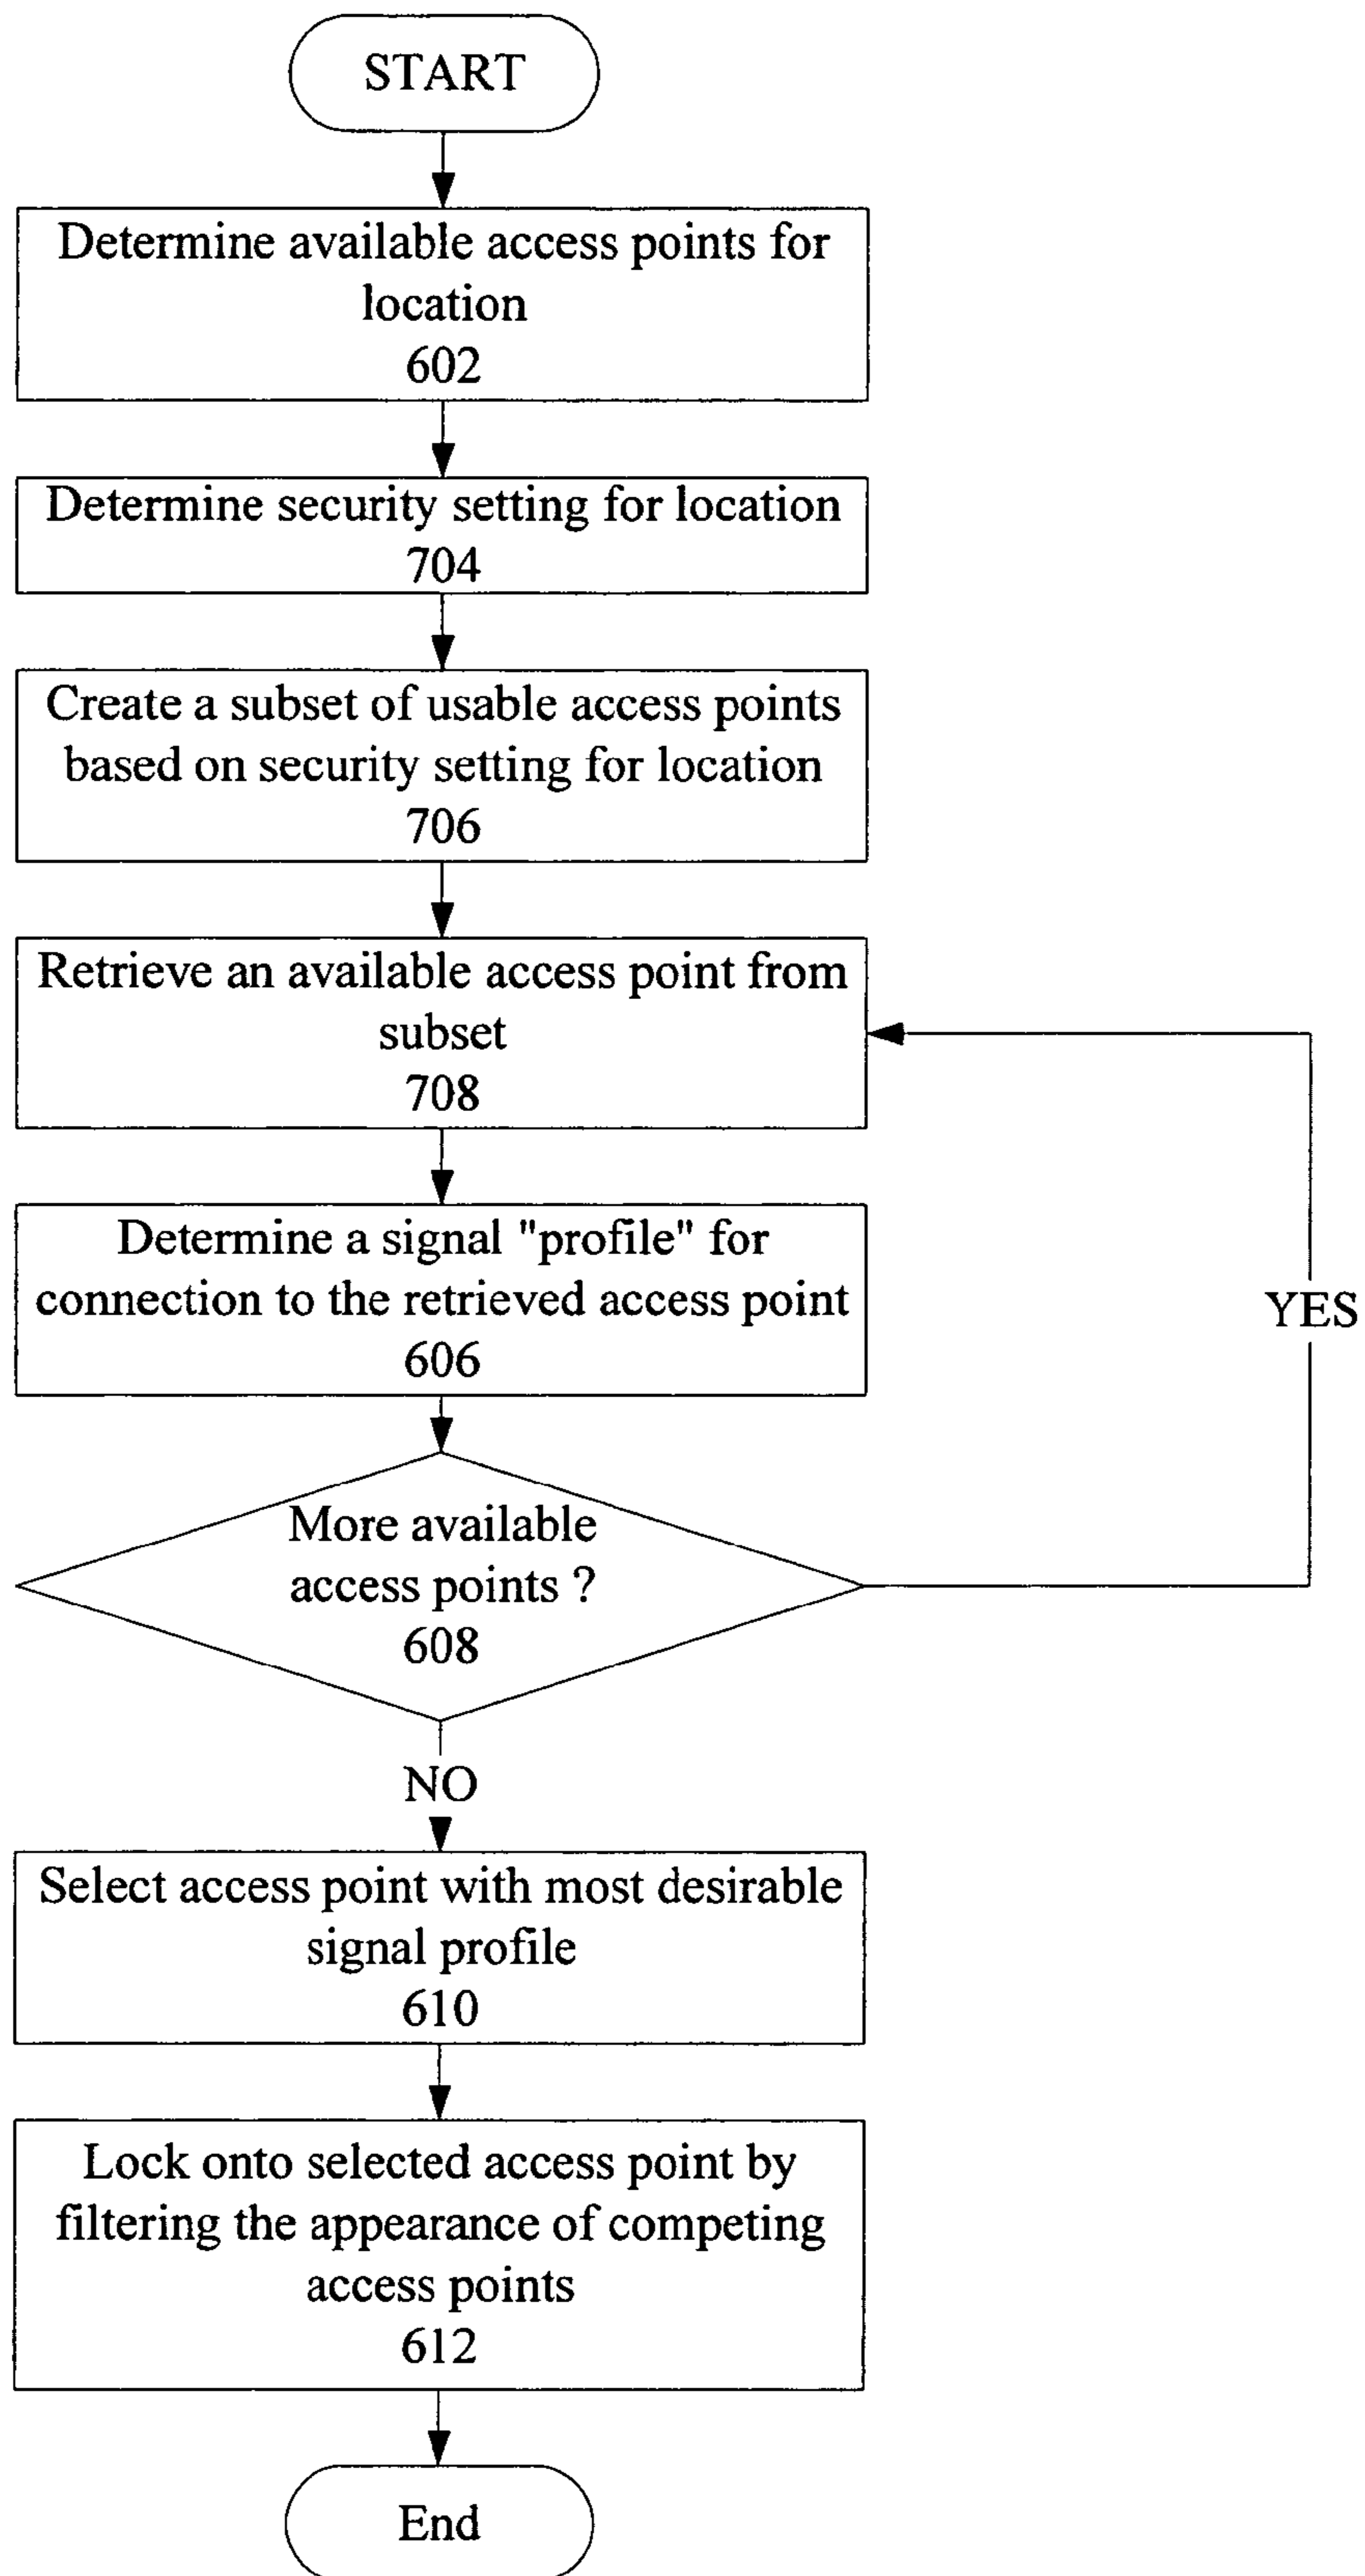 START
Determine available access points for
location
602
Determine security setting for location
704
Create a subset of usable access points
based on security setting for location
706
Retrieve an available access point from
subset
708
Determine a signal "profile" for
connection to the retrieved access point
606
YES
More available
access points ?
608
NO
Select access point with most desirable
signal profile
610
Lock onto selected access point by
filtering the appearance of competing
access points
612
End